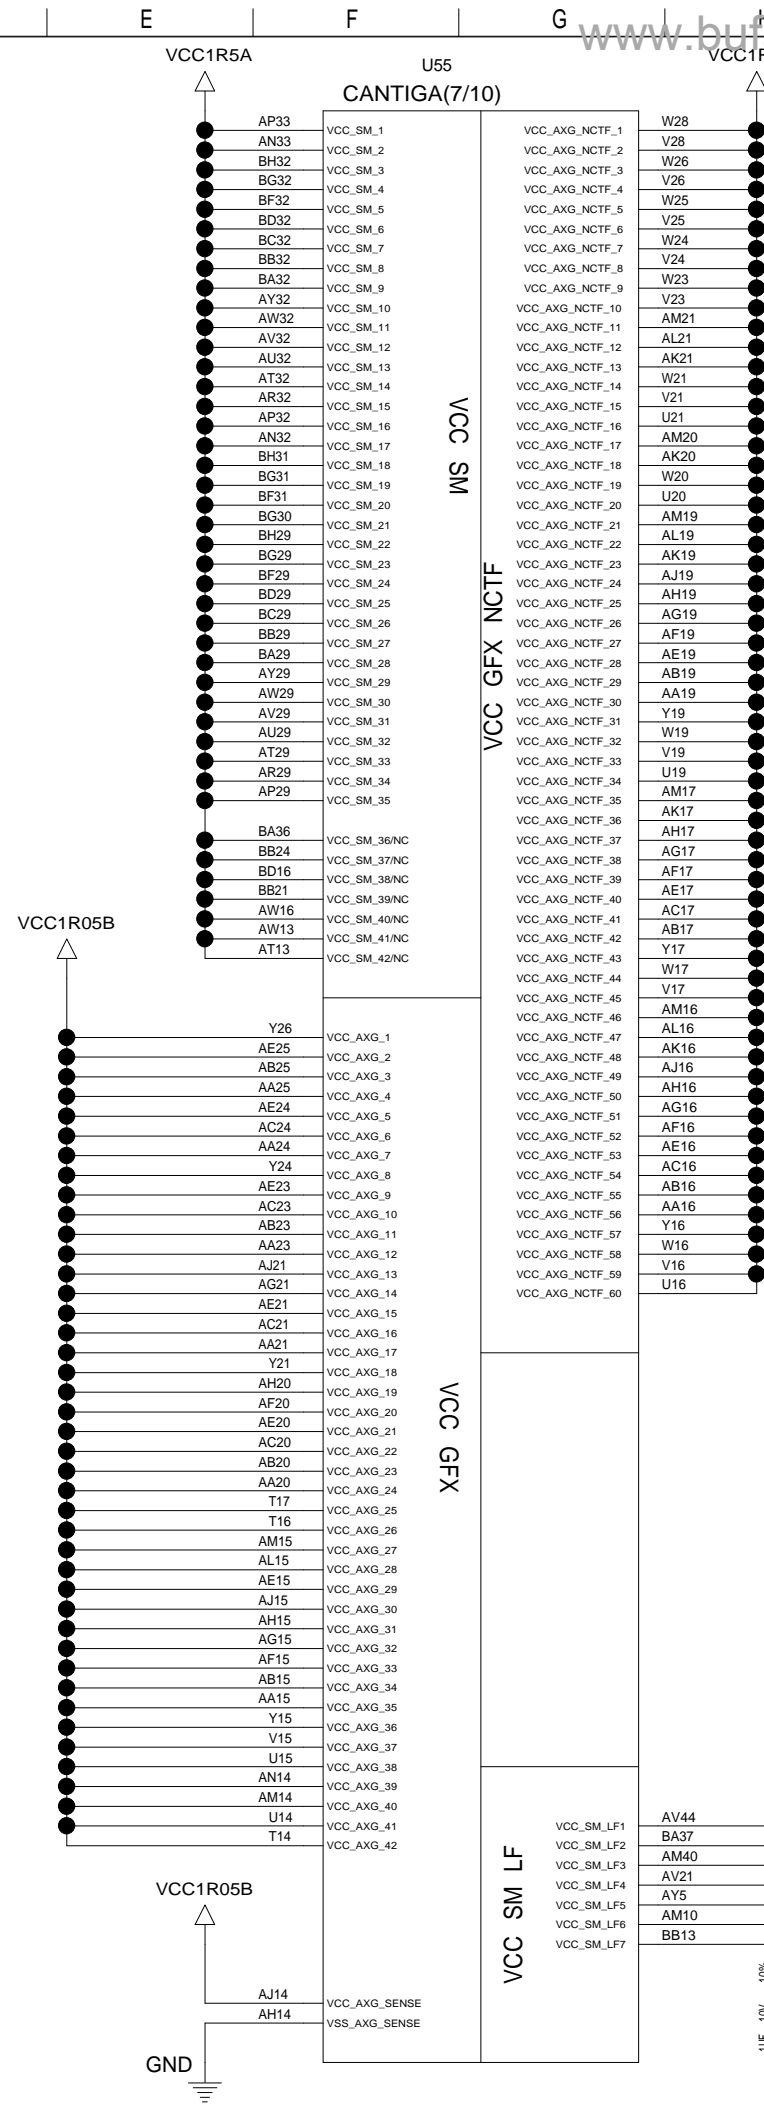 E F G H
www.buf
VCC1R5A
U55
VCC1R
CANTIGA(7/10)
AP33 VCC_SM_1 VCC_AXG_NCTF_1 W28
AN33 VCC_SM_2 VCC_AXG_NCTF_2 V28
BH32 VCC_SM_3 VCC_AXG_NCTF_3 W26
BG32 VCC_SM_4 VCC_AXG_NCTF_4 V26
BF32 VCC_SM_5 VCC_AXG_NCTF_5 W25
BD32 VCC_SM_6 VCC_AXG_NCTF_6 V25
BC32 VCC_SM_7 VCC_AXG_NCTF_7 W24
BB32 VCC_SM_8 VCC_AXG_NCTF_8 V24
BA32 VCC_SM_9 VCC_AXG_NCTF_9 W23
AY32 VCC_SM_10 VCC_AXG_NCTF_10 V23
AW32 VCC_SM_11 VCC_AXG_NCTF_11 AM21
AV32 VCC_SM_12 VCC_AXG_NCTF_12 AL21
AU32 VCC_SM_13 VCC_AXG_NCTF_13 AK21
AT32 VCC_SM_14 VCC_AXG_NCTF_14 W21
AR32 VCC_SM_15 VCC_AXG_NCTF_15 V21
AP32 VCC_SM_16 VCC_AXG_NCTF_16 U21
AN32 VCC_SM_17 VCC_AXG_NCTF_17 AM20
BH31 VCC_SM_18 VCC_AXG_NCTF_18 AK20
BG31 VCC_SM_19 VCC_AXG_NCTF_19 W20
BF31 VCC_SM_20 VCC_AXG_NCTF_20 U20
BG30 VCC_SM_21 VCC_AXG_NCTF_21 AM19
BH29 VCC_SM_22 VCC_AXG_NCTF_22 AL19
BG29 VCC_SM_23 VCC_AXG_NCTF_23 AK19
BF29 VCC_SM_24 VCC_AXG_NCTF_24 AJ19
BD29 VCC_SM_25 VCC_AXG_NCTF_25 AH19
BC29 VCC_SM_26 VCC_AXG_NCTF_26 AG19
BB29 VCC_SM_27 VCC_AXG_NCTF_27 AF19
BA29 VCC_SM_28 VCC_AXG_NCTF_28 AE19
AY29 VCC_SM_29 VCC_AXG_NCTF_29 AB19
AW29 VCC_SM_30 VCC_AXG_NCTF_30 AA19
AV29 VCC_SM_31 VCC_AXG_NCTF_31 Y19
AU29 VCC_SM_32 VCC_AXG_NCTF_32 W19
AT29 VCC_SM_33 VCC_AXG_NCTF_33 V19
AR29 VCC_SM_34 VCC_AXG_NCTF_34 U19
AP29 VCC_SM_35 VCC_AXG_NCTF_35 AM17
VCC_AXG_NCTF_36 AK17
BA36 VCC_SM_36/NC VCC_AXG_NCTF_37 AH17
BB24 VCC_SM_37/NC VCC_AXG_NCTF_38 AG17
BD16 VCC_SM_38/NC VCC_AXG_NCTF_39 AF17
BB21 VCC_SM_39/NC VCC_AXG_NCTF_40 AE17
AW16 VCC_SM_40/NC VCC_AXG_NCTF_41 AC17
AW13 VCC_SM_41/NC VCC_AXG_NCTF_42 AB17
AT13 VCC_SM_42/NC VCC_AXG_NCTF_43 Y17
VCC_AXG_NCTF_44 W17
VCC_AXG_NCTF_45 V17
VCC_AXG_NCTF_46 AM16
VCC SM
VCC GFX NCTF
VCC1R05B
Y26 VCC_AXG_1 VCC_AXG_NCTF_47 AL16
AE25 VCC_AXG_2 VCC_AXG_NCTF_48 AK16
AB25 VCC_AXG_3 VCC_AXG_NCTF_49 AJ16
AA25 VCC_AXG_4 VCC_AXG_NCTF_50 AH16
AE24 VCC_AXG_5 VCC_AXG_NCTF_51 AG16
AC24 VCC_AXG_6 VCC_AXG_NCTF_52 AF16
AA24 VCC_AXG_7 VCC_AXG_NCTF_53 AE16
Y24 VCC_AXG_8 VCC_AXG_NCTF_54 AC16
AE23 VCC_AXG_9 VCC_AXG_NCTF_55 AB16
AC23 VCC_AXG_10 VCC_AXG_NCTF_56 AA16
AB23 VCC_AXG_11 VCC_AXG_NCTF_57 Y16
AA23 VCC_AXG_12 VCC_AXG_NCTF_58 W16
AJ21 VCC_AXG_13 VCC_AXG_NCTF_59 V16
AG21 VCC_AXG_14 VCC_AXG_NCTF_60 U16
AE21 VCC_AXG_15
AC21 VCC_AXG_16
AA21 VCC_AXG_17
Y21 VCC_AXG_18
AH20 VCC_AXG_19
AF20 VCC_AXG_20
AE20 VCC_AXG_21
AC20 VCC_AXG_22
AB20 VCC_AXG_23
AA20 VCC_AXG_24
T17 VCC_AXG_25
T16 VCC_AXG_26
AM15 VCC_AXG_27
AL15 VCC_AXG_28
AE15 VCC_AXG_29
AJ15 VCC_AXG_30
AH15 VCC_AXG_31
AG15 VCC_AXG_32
AF15 VCC_AXG_33
AB15 VCC_AXG_34
AA15 VCC_AXG_35
Y15 VCC_AXG_36
V15 VCC_AXG_37
U15 VCC_AXG_38
AN14 VCC_AXG_39
AM14 VCC_AXG_40
U14 VCC_AXG_41 VCC_SM_LF1 AV44
T14 VCC_AXG_42 VCC_SM_LF2 BA37
VCC_SM_LF3 AM40
VCC_SM_LF4 AV21
VCC_SM_LF5 AY5
VCC_SM_LF6 AM10
VCC_SM_LF7 BB13
VCC GFX
VCC SM LF
VCC1R05B
AJ14 VCC_AXG_SENSE
AH14 VSS_AXG_SENSE
GND
1UF 10V 10%